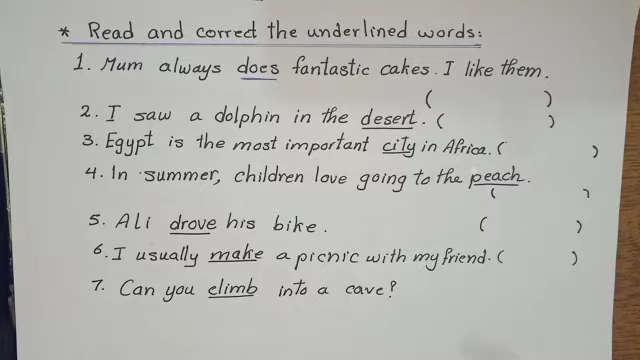 * Read and correct the underlined words:
1. Mum always does fantastic cakes. I like them.
( )
2. I saw a dolphin in the desert. ( )
3. Egypt is the most important city in Africa. ( )
4. In summer, children love going to the peach.
( )
5. Ali drove his bike. ( )
6. I usually make a picnic with my friend. ( )
7. Can you climb into a cave?